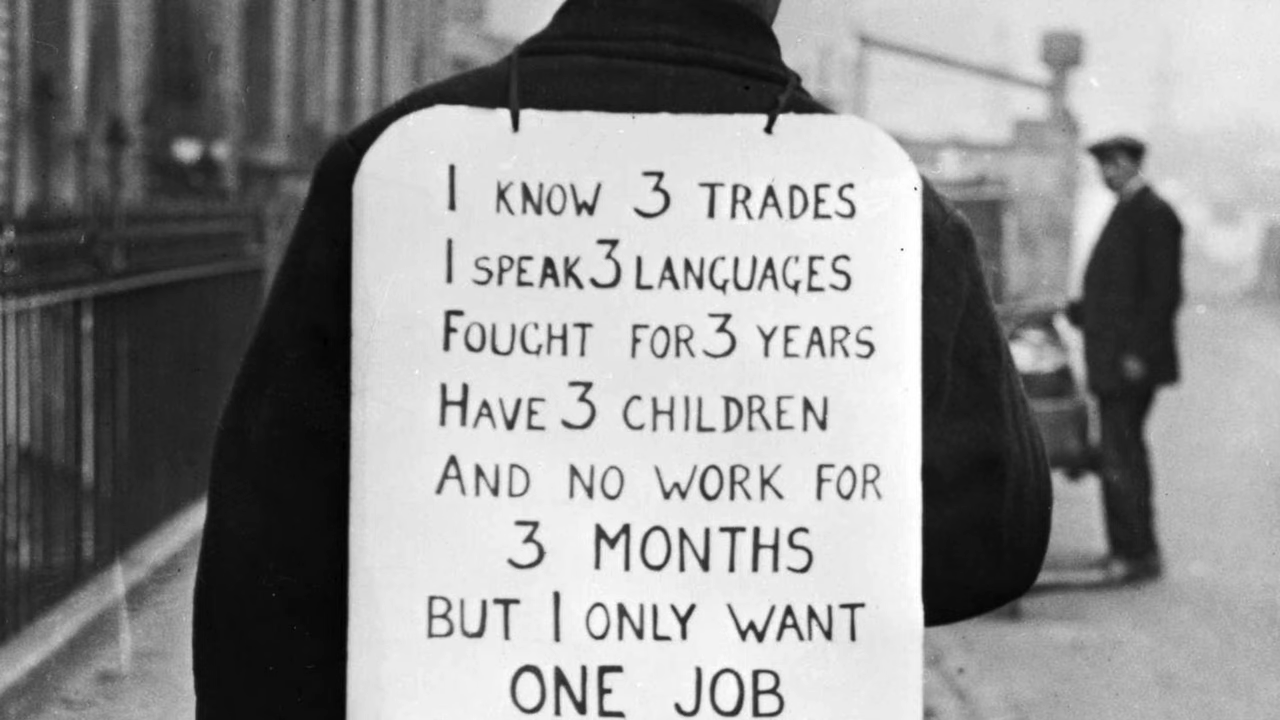 I KNOW 3 TRADES
I SPEAK 3 LANGUAGES
FOUGHT FOR 3 YEARS
HAVE 3 CHILDREN
AND NO WORK FOR
3 MONTHS
BUT I ONLY WANT
ONE JOB